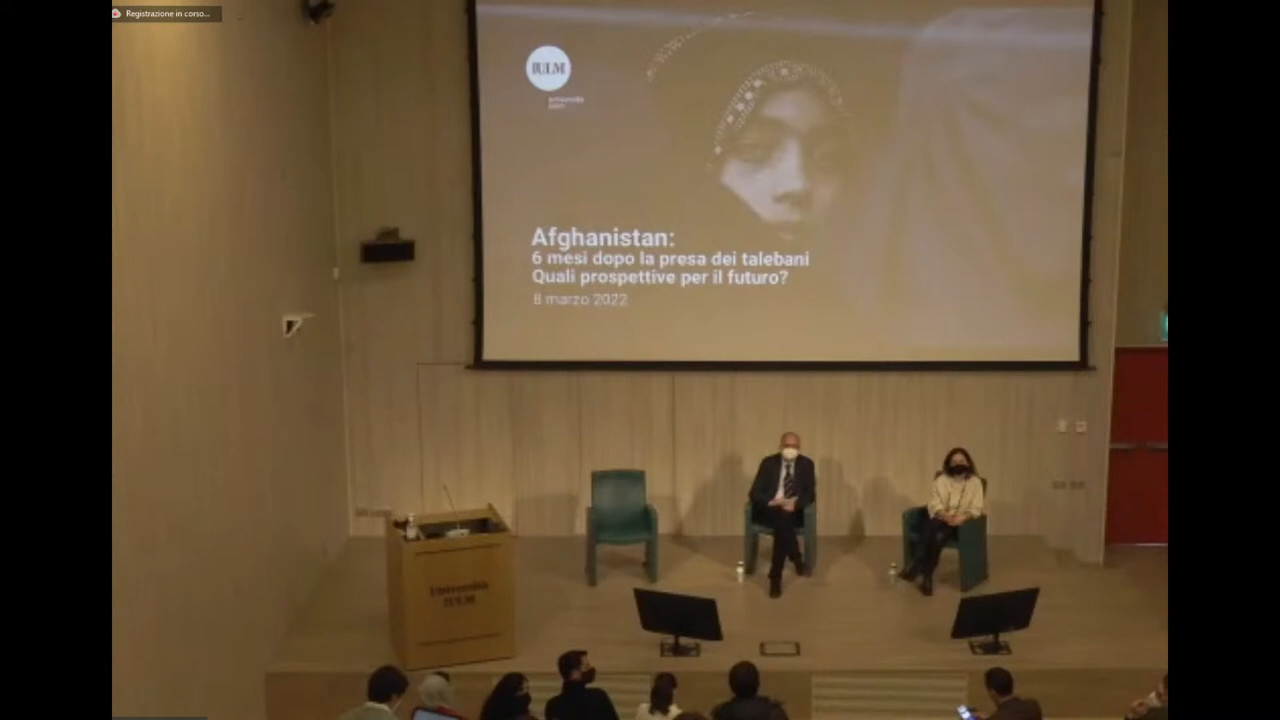 Registrazione in corso...
IULM
Afghanistan:
6 mesi dopo la presa dei talebani
Quali prospettive per il futuro?
8 marzo 2022
Università
IULM